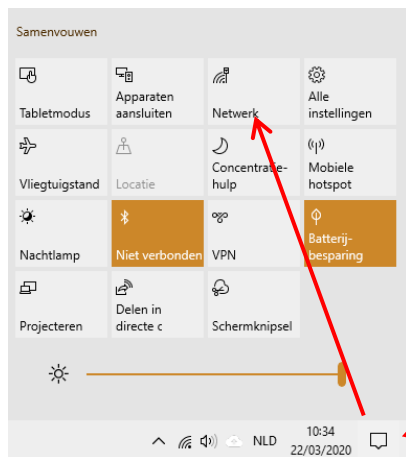 Samenvouwen
Tabletmodus
Apparaten
aansluiten
Netwerk
Alle
instellingen
Vliegtuigstand
Locatie
Concentratie-
hulp
Mobiele
hotspot
Nachtlamp
Niet verbonden
VPN
Batterij-
besparing
Projecteren
Delen in
directe c
Schermknipsel
NLD
10:34
22/03/2020